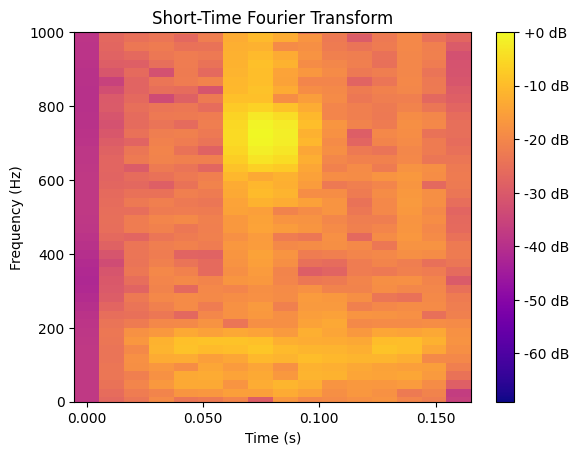 Short-Time Fourier Transform
1000
800
600
400
200
0
Frequency (Hz)
0.000
0.050
0.100
0.150
Time (s)
+0 dB
-10 dB
-20 dB
-30 dB
-40 dB
-50 dB
-60 dB